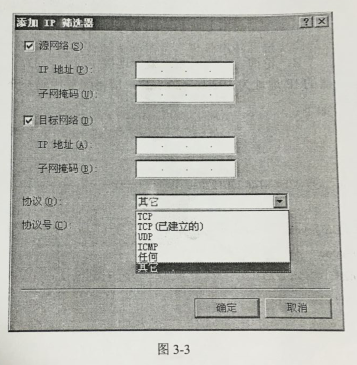 添加 IP 筛选器
源网络(S)
IP 地址(P):
子网掩码(U):
目标网络(D)
IP 地址(A):
子网掩码(B):
协议(O):
其它
协议号(C)
TCP
TCP(已建立的)
UDP
ICMP
任何
其它
确定
取消
图 3-3